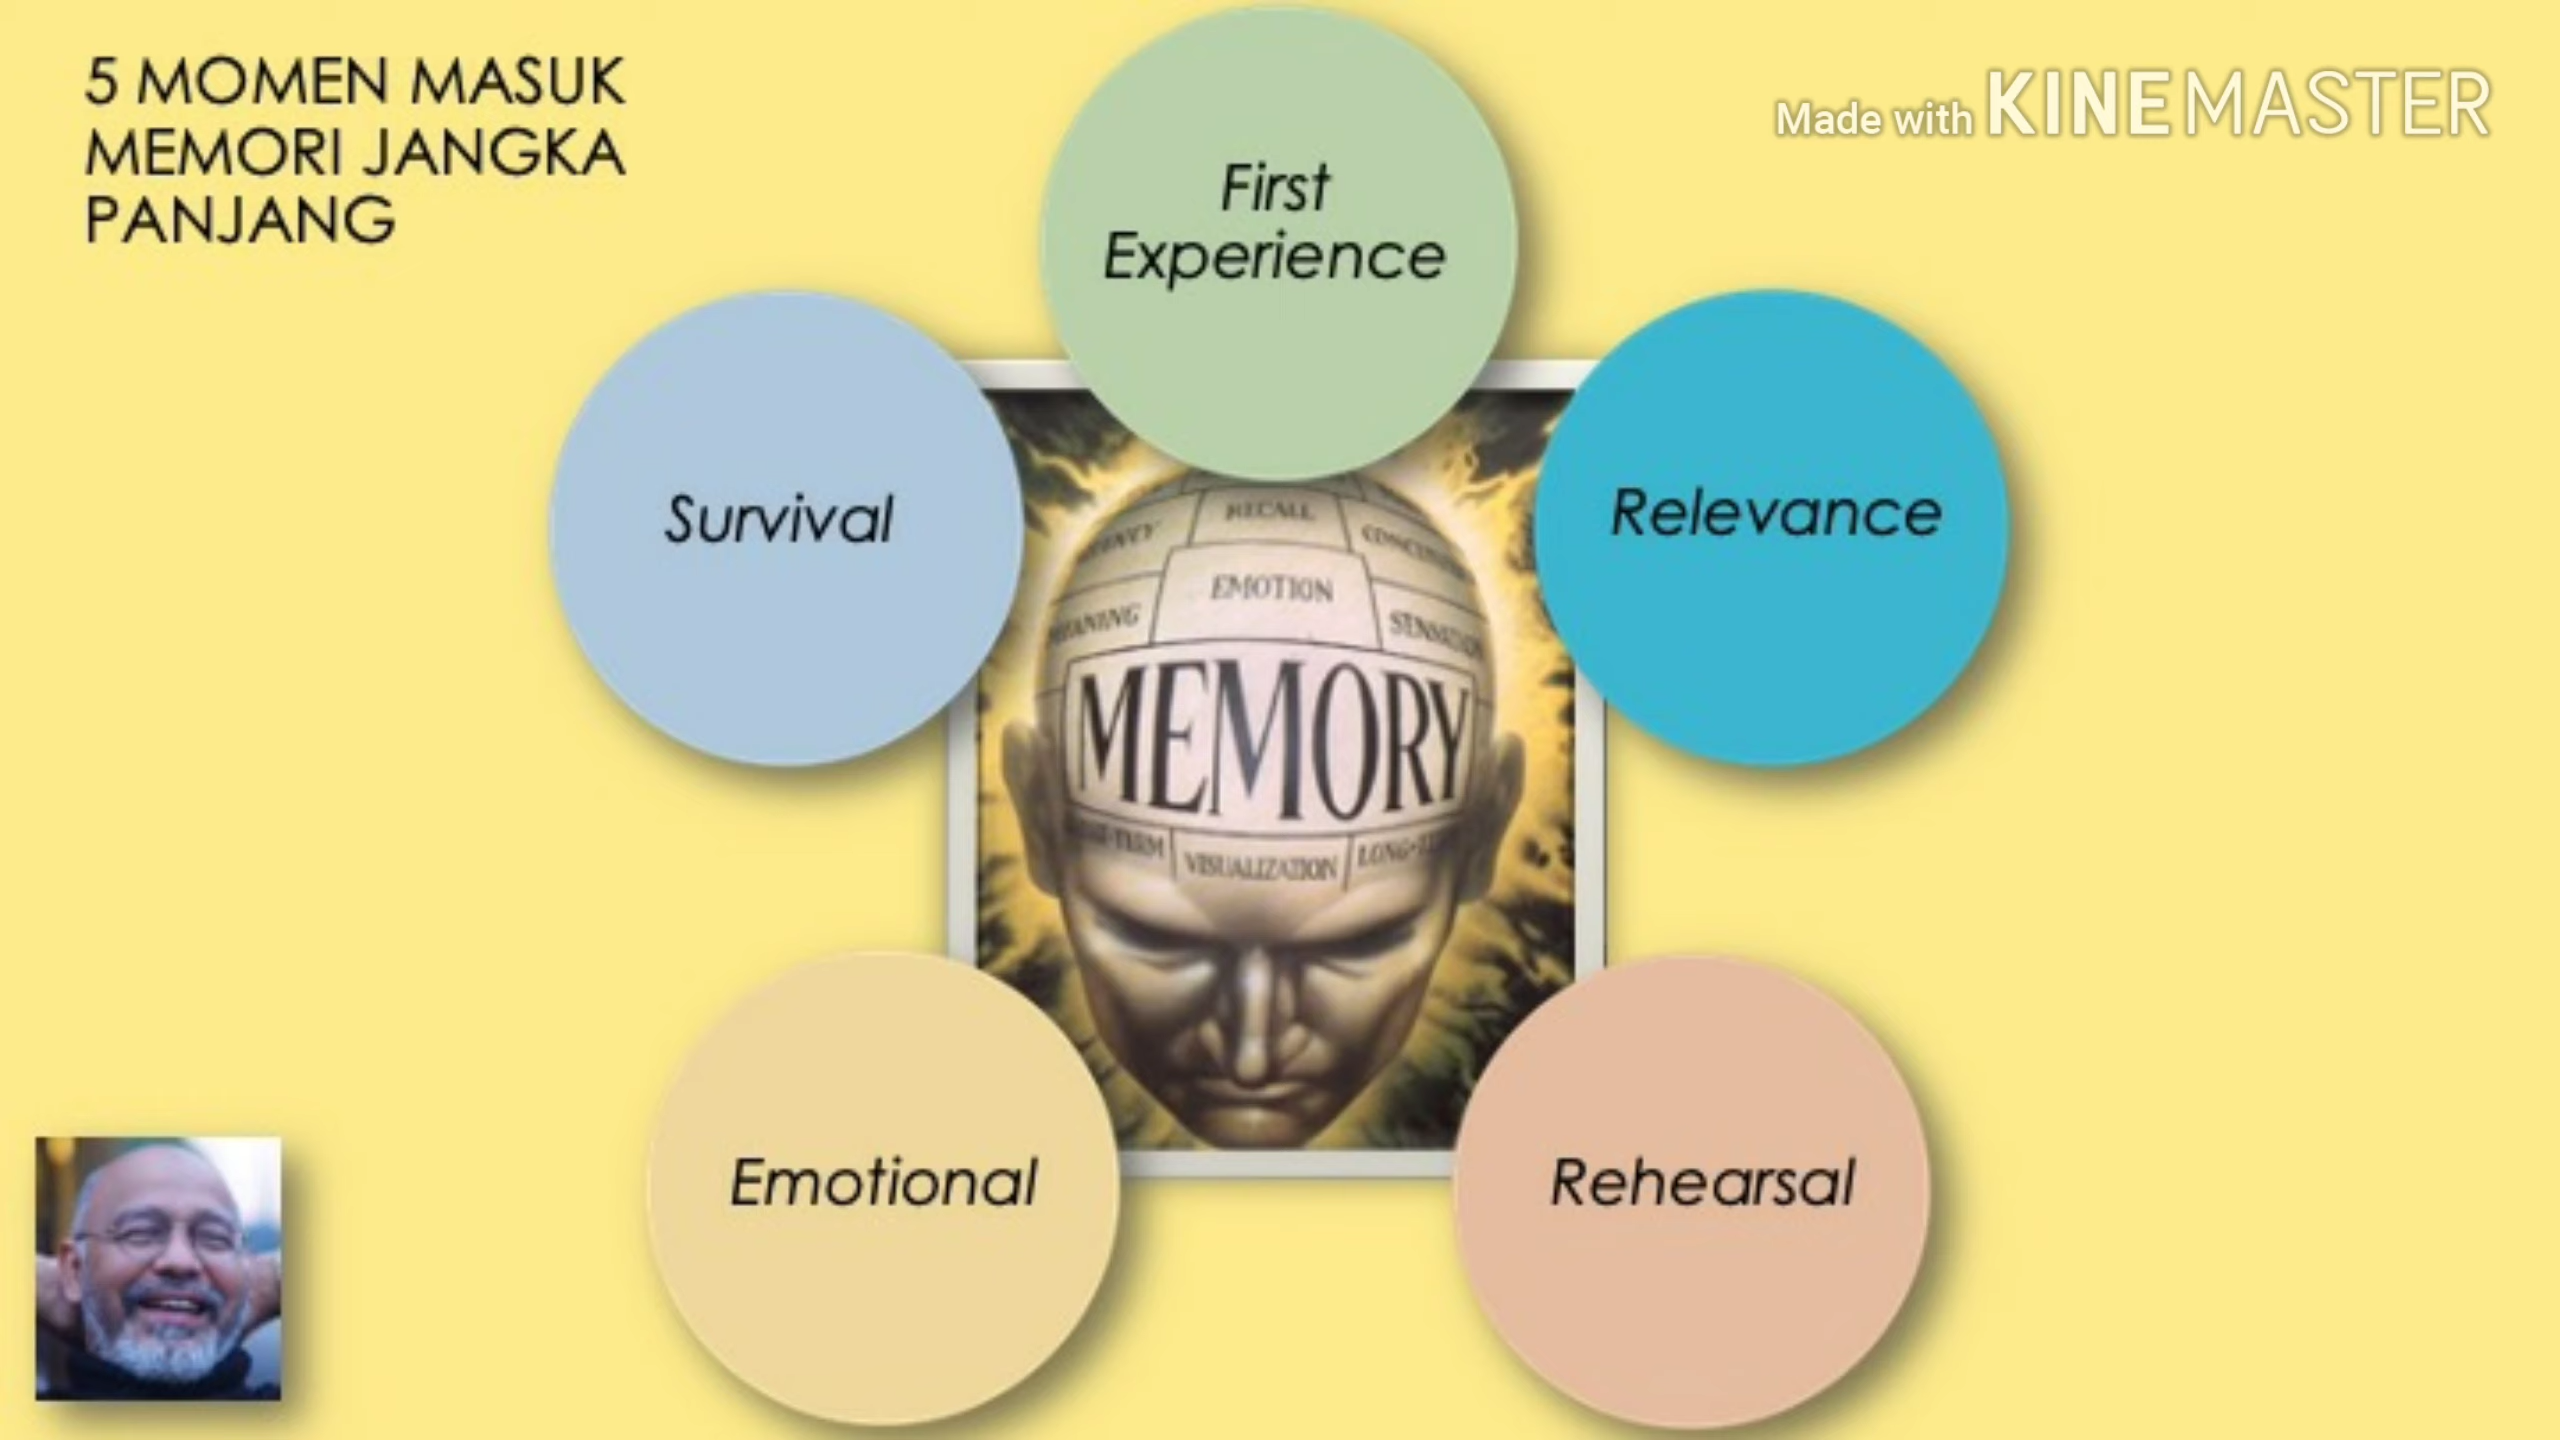 5 MOMEN MASUK
MEMORI JANGKA
PANJANG
Made with KINEMASTER
First
Experience
Survival
Relevance
RECALL
EMOTION
MEMORY
VISUALIZATION
Emotional
Rehearsal